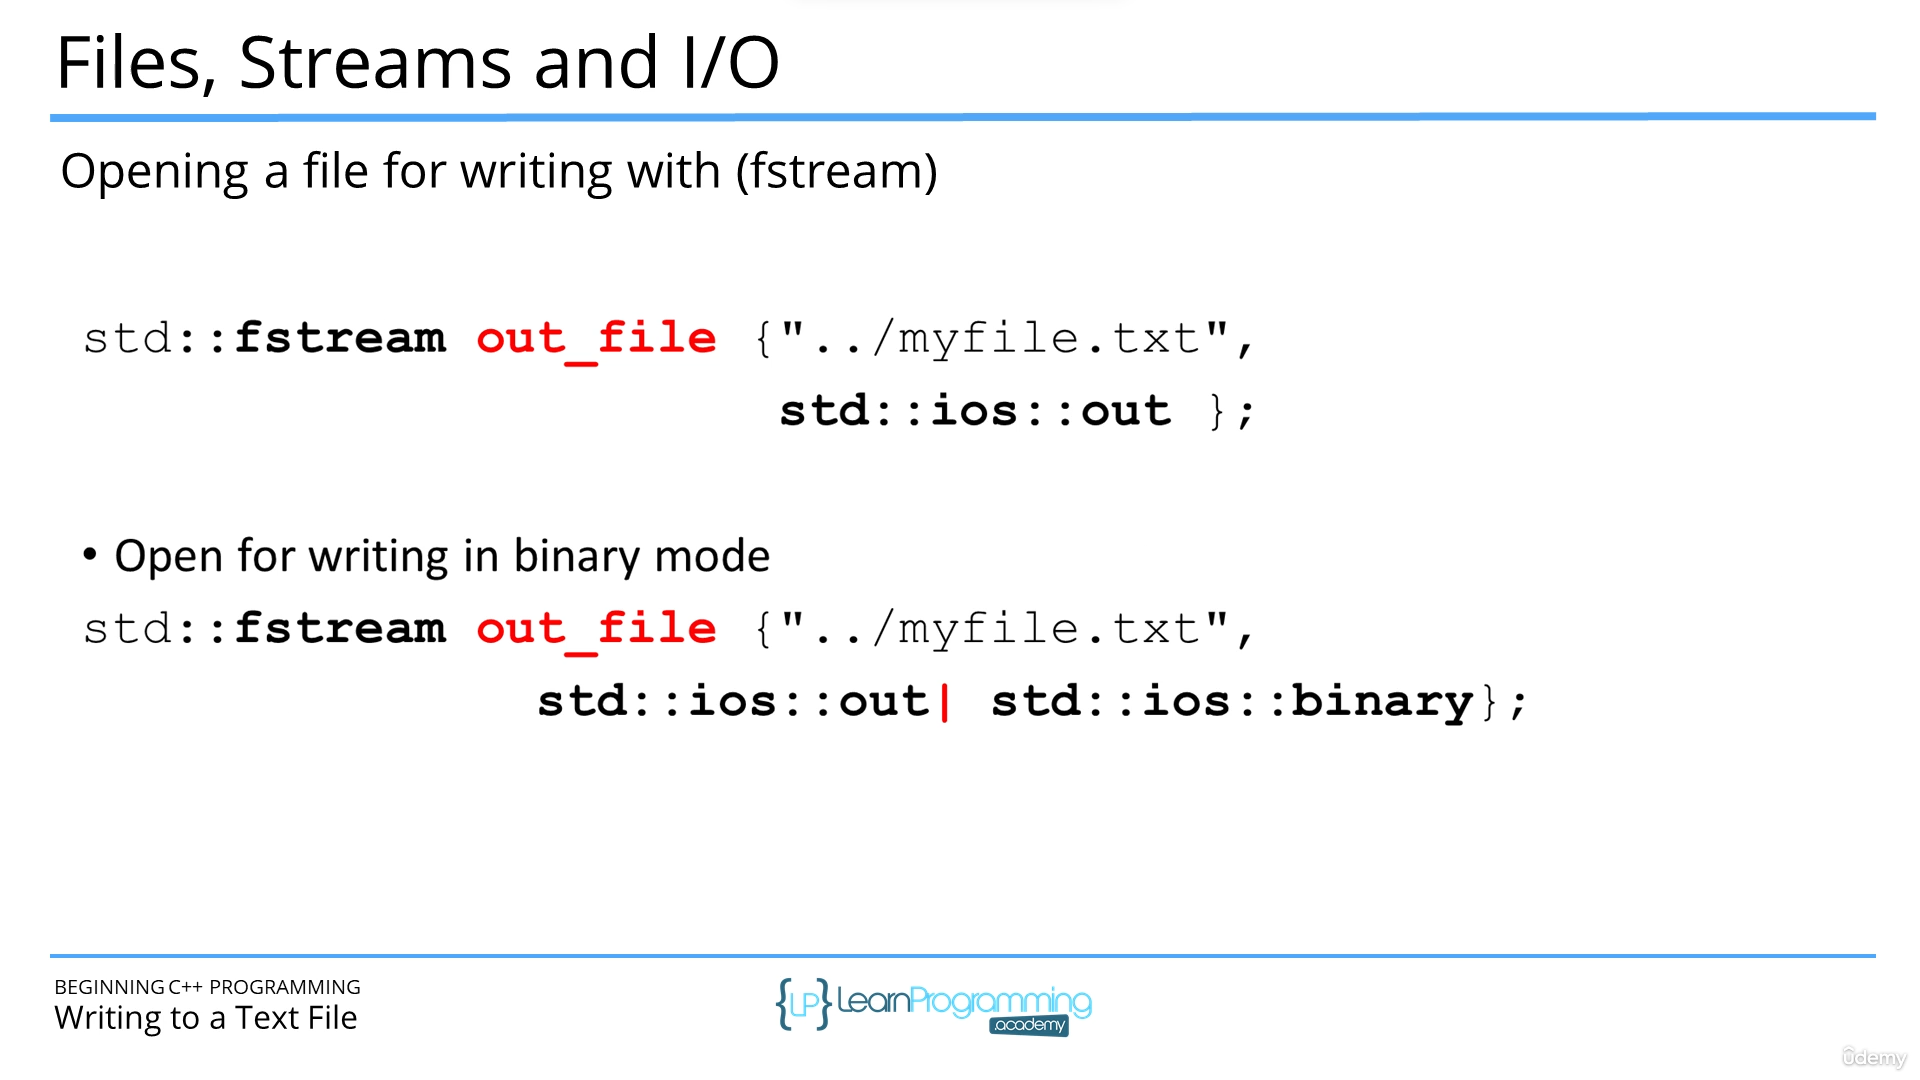 Files, Streams and I/O
Opening a file for writing with (fstream)
std::fstream out_file {"../myfile.txt",
std::ios::out };
• Open for writing in binary mode
std::fstream out_file {"../myfile.txt",
std::ios::out| std::ios::binary};
BEGINNING C++ PROGRAMMING
Writing to a Text File
{LP} LearnProgramming
.academy
ûdemy